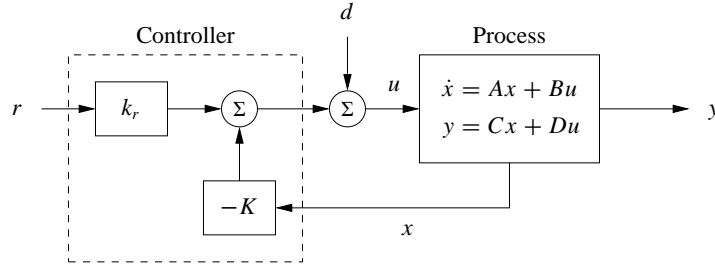 Controller
d
Process
r
k_r
Σ
Σ
u
ẋ = Ax + Bu
y = Cx + Du
y
−K
x